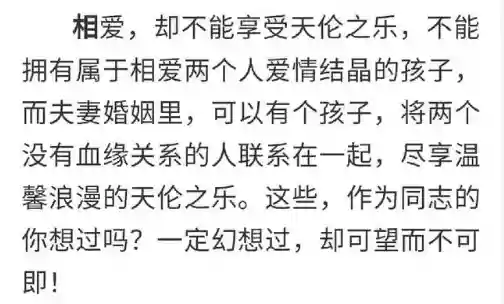 相爱，却不能享受天伦之乐，不能
拥有属于相爱两个人爱情结晶的孩子，
而夫妻婚姻里，可以有个孩子，将两个
没有血缘关系的人联系在一起，尽享温
馨浪漫的天伦之乐。这些，作为同志的
你想过吗？一定幻想过，却可望而不可
即！